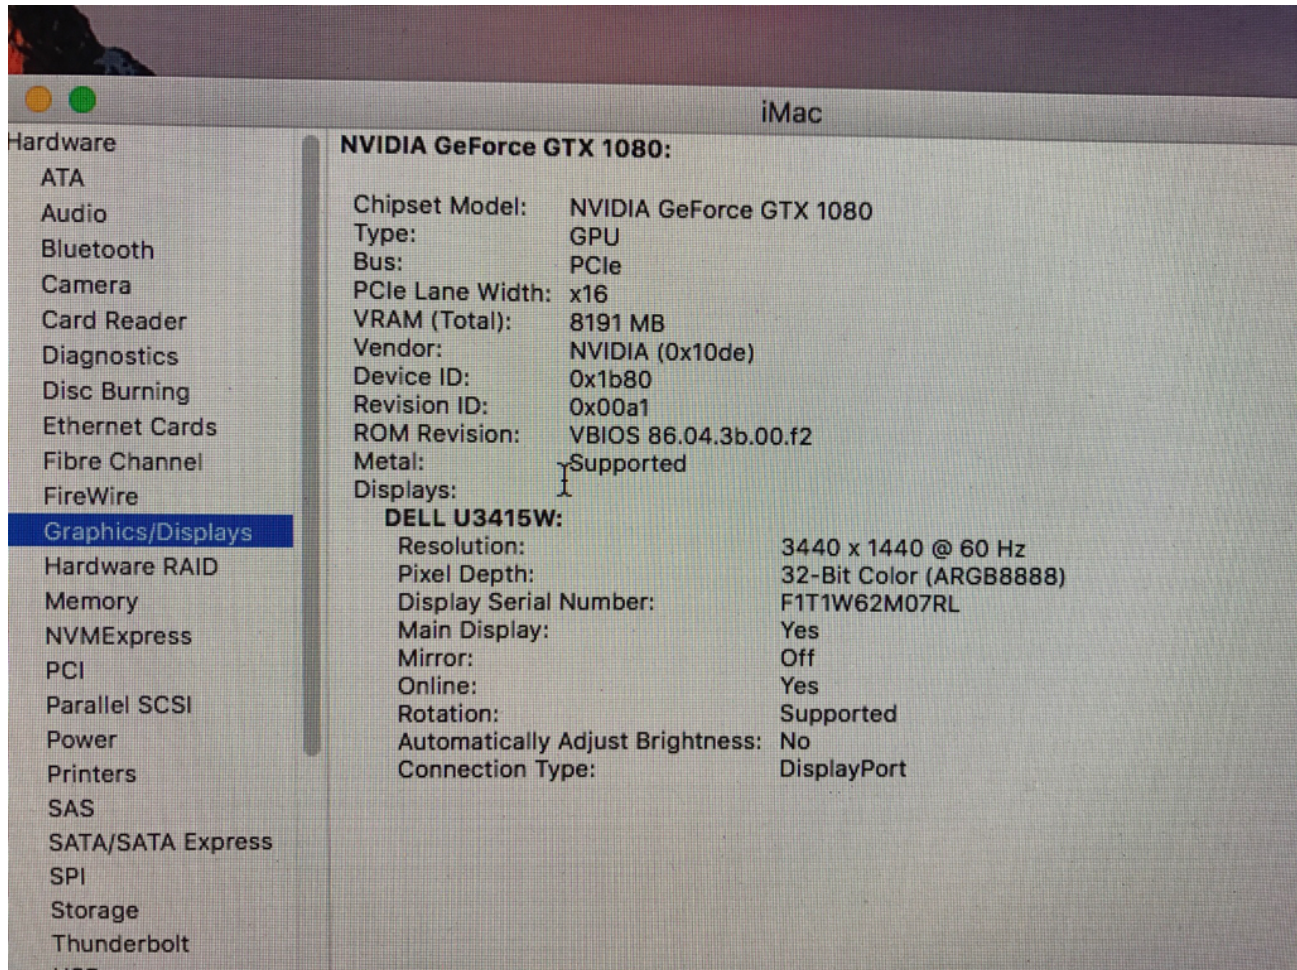 iMac
Hardware
ATA
Audio
Bluetooth
Camera
Card Reader
Diagnostics
Disc Burning
Ethernet Cards
Fibre Channel
FireWire
Graphics/Displays
Hardware RAID
Memory
NVMExpress
PCI
Parallel SCSI
Power
Printers
SAS
SATA/SATA Express
SPI
Storage
Thunderbolt
NVIDIA GeForce GTX 1080:
Chipset Model: NVIDIA GeForce GTX 1080
Type: GPU
Bus: PCIe
PCIe Lane Width: x16
VRAM (Total): 8191 MB
Vendor: NVIDIA (0x10de)
Device ID: 0x1b80
Revision ID: 0x00a1
ROM Revision: VBIOS 86.04.3b.00.f2
Metal: Supported
Displays:
DELL U3415W:
Resolution: 3440 x 1440 @ 60 Hz
Pixel Depth: 32-Bit Color (ARGB8888)
Display Serial Number: F1T1W62M07RL
Main Display: Yes
Mirror: Off
Online: Yes
Rotation: Supported
Automatically Adjust Brightness: No
Connection Type: DisplayPort